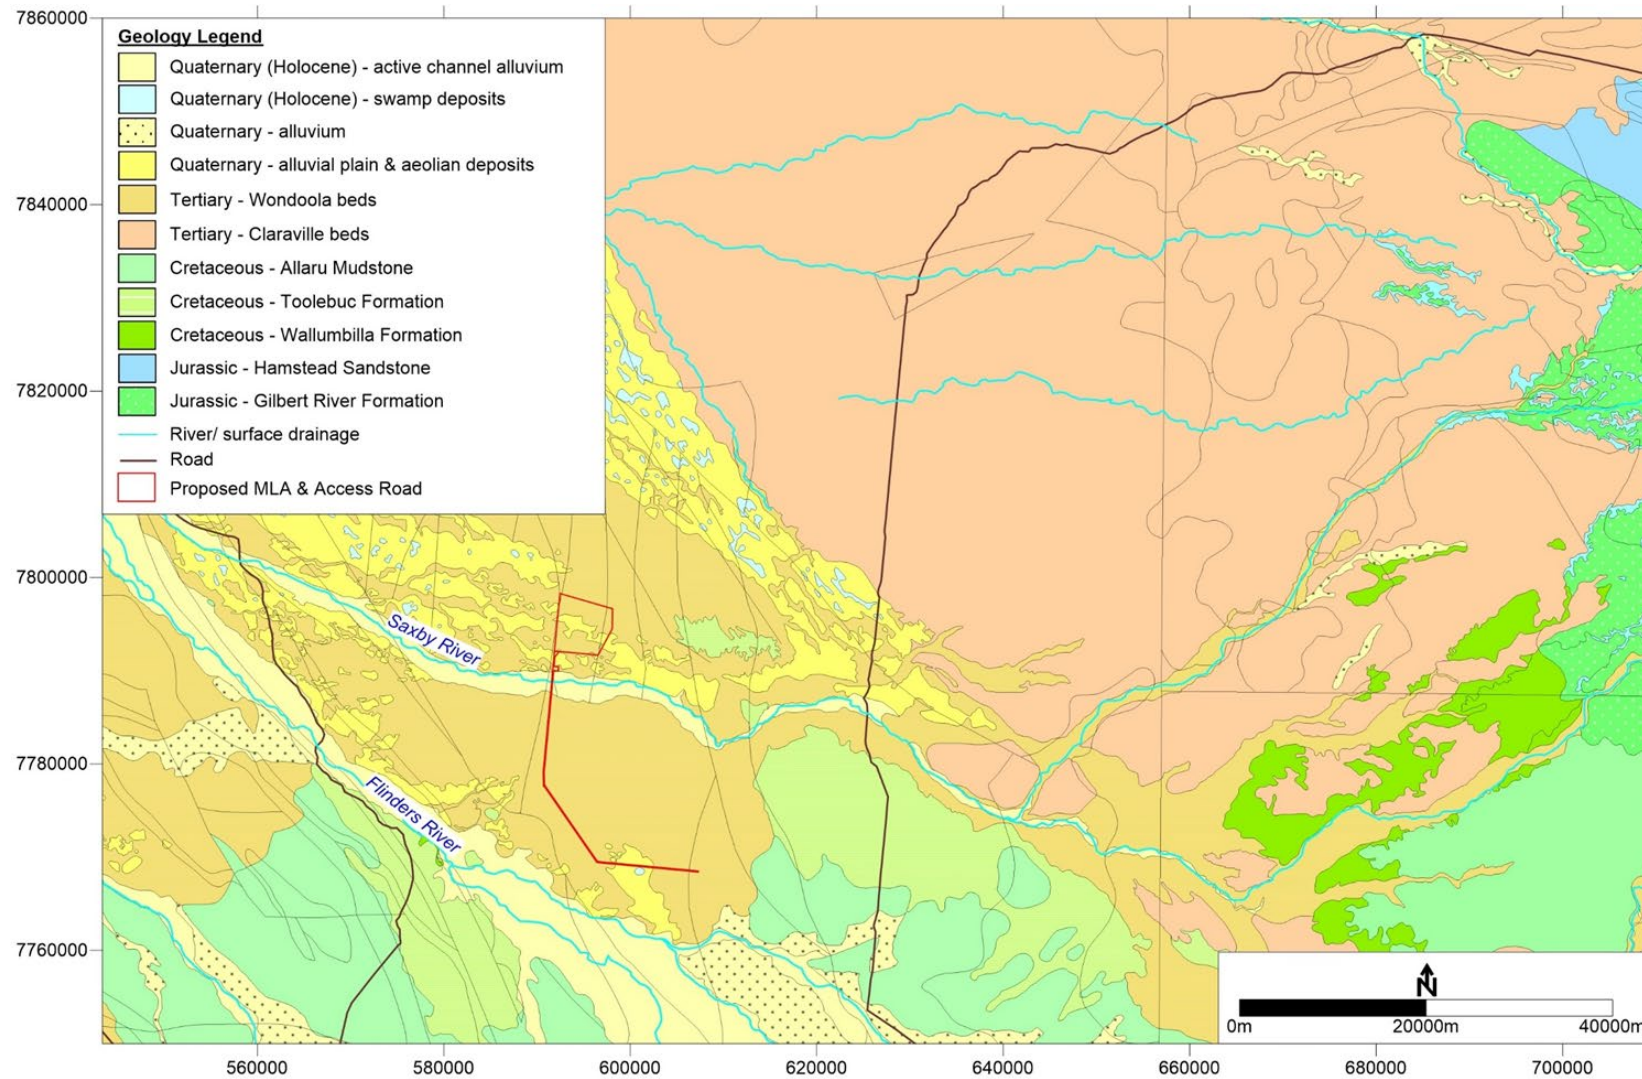 7860000
7840000
7820000
7800000
7780000
7760000
Geology Legend
Quaternary (Holocene) - active channel alluvium
Quaternary (Holocene) - swamp deposits
Quaternary - alluvium
Quaternary - alluvial plain & aeolian deposits
Tertiary - Wondoola beds
Tertiary - Claraville beds
Cretaceous - Allaru Mudstone
Cretaceous - Toolebuc Formation
Cretaceous - Wallumbilla Formation
Jurassic - Hamstead Sandstone
Jurassic - Gilbert River Formation
River/ surface drainage
Road
Proposed MLA & Access Road
Saxby River
Flinders River
N
0m 20000m 40000m
560000 580000 600000 620000 640000 660000 680000 700000